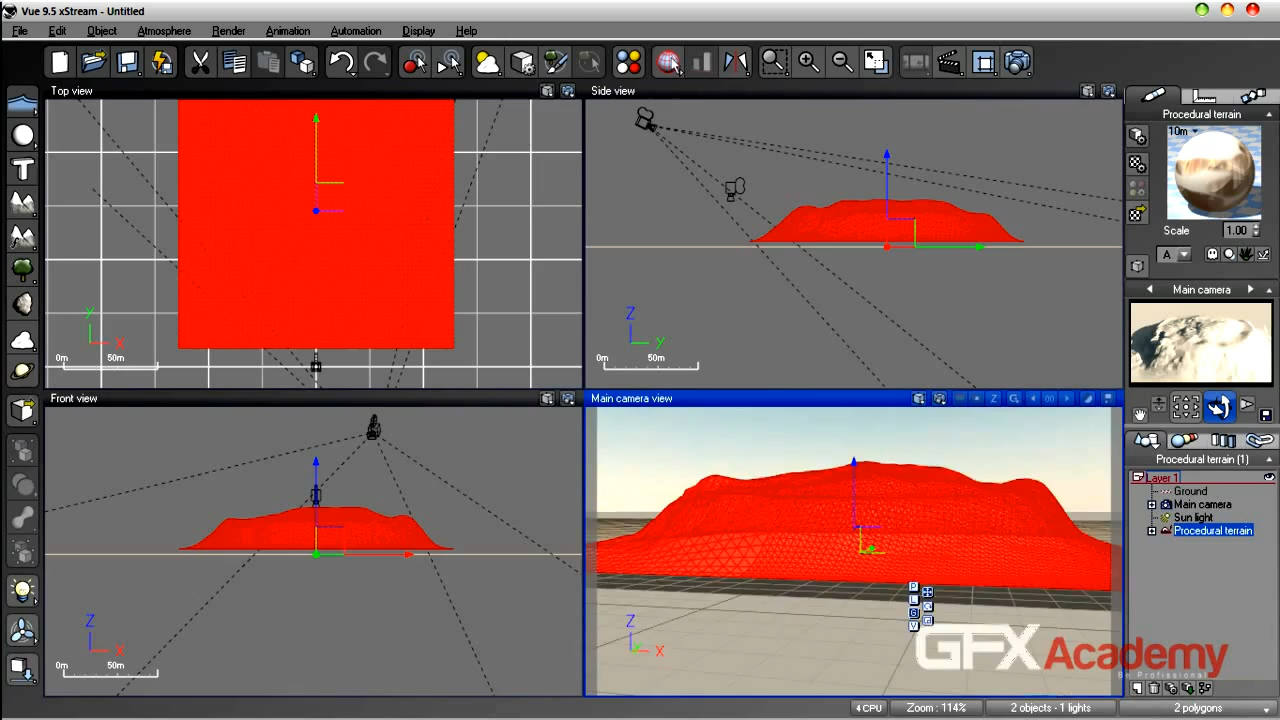 Vue 9.5 xStream - Untitled
File Edit Object Atmosphere Render Animation Automation Display Help
Top view
Side view
Procedural terrain
10m
Scale 1.00
A
Main camera
Y
X
0m 50m
Z
Y
0m 50m
Front view
Main camera view
Z
G
Procedural terrain (1)
Layer 1
Ground
Main camera
Sun light
Procedural terrain
P
L
G
V
Z
X
0m 50m
Z
Y
X
GFX Academy
Be Professional
4 CPU
Zoom : 114%
2 objects - 1 lights
2 polygons